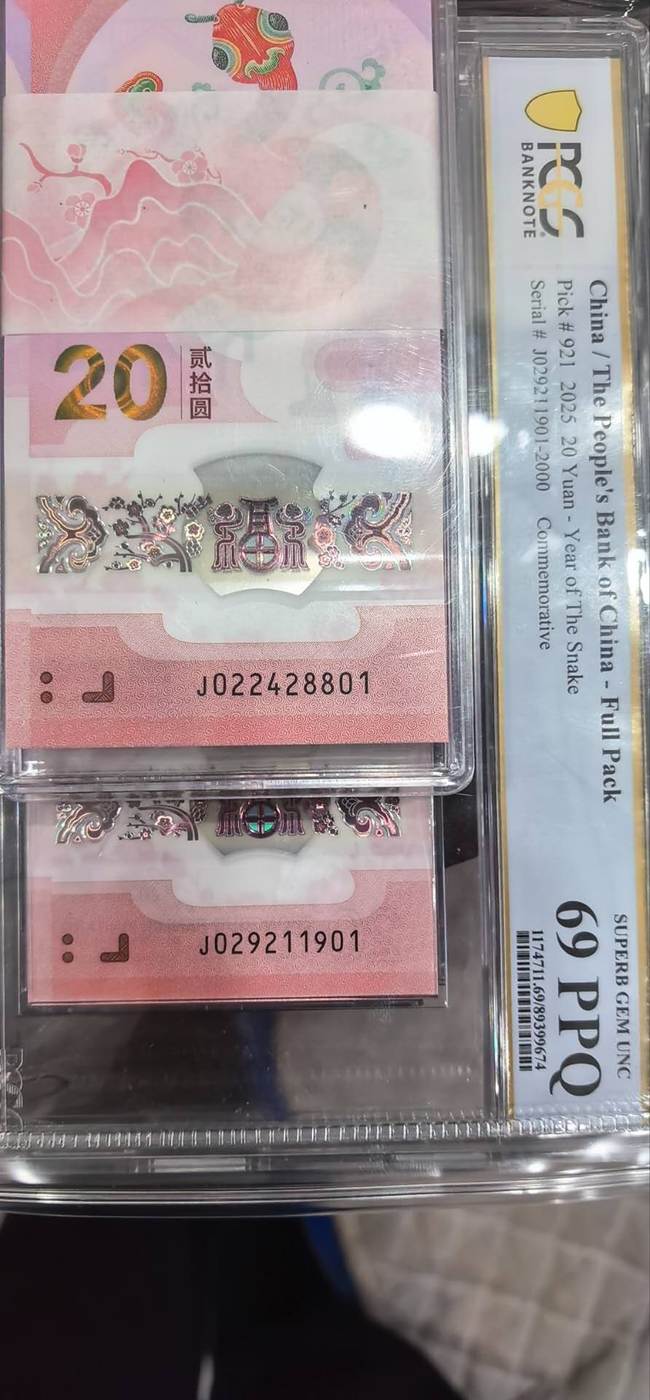 20
贰拾圆
J022428801
J029211901
PCGS
BANKNOTE
China / The People's Bank of China - Full Pack
Pick # 921 2025 20 Yuan - Year of The Snake
Serial # J029211901-2000 Commemorative
SUPERB GEM UNC
69 PPQ
1174711.69/89399674